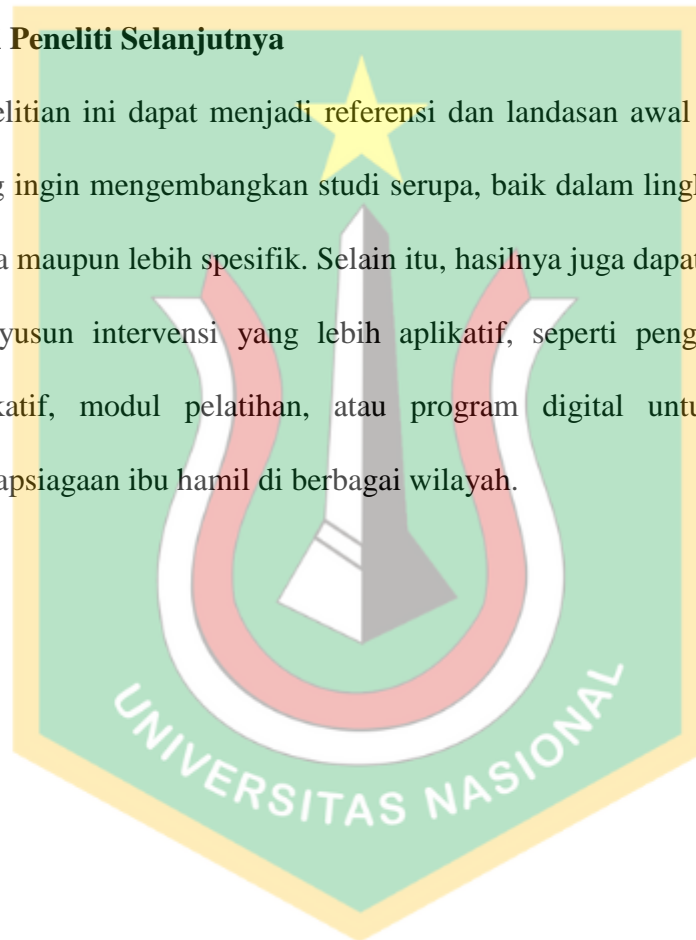 Peneliti Selanjutnya
elitian ini dapat menjadi referensi dan landasan awal
ingin mengembangkan studi serupa, baik dalam lingk
a maupun lebih spesifik. Selain itu, hasilnya juga dapat
yusun intervensi yang lebih aplikatif, seperti peng
katif, modul pelatihan, atau program digital untu
apsiagaan ibu hamil di berbagai wilayah.
UNIVERSITAS NASIONAL